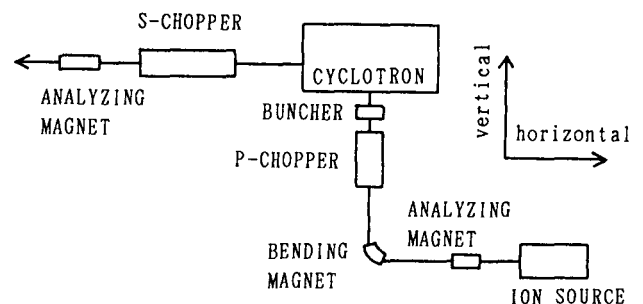 S-CHOPPER
CYCLOTRON
ANALYZING
MAGNET
BUNCHER
P-CHOPPER
vertical
horizontal
ANALYZING
MAGNET
BENDING
MAGNET
ION SOURCE